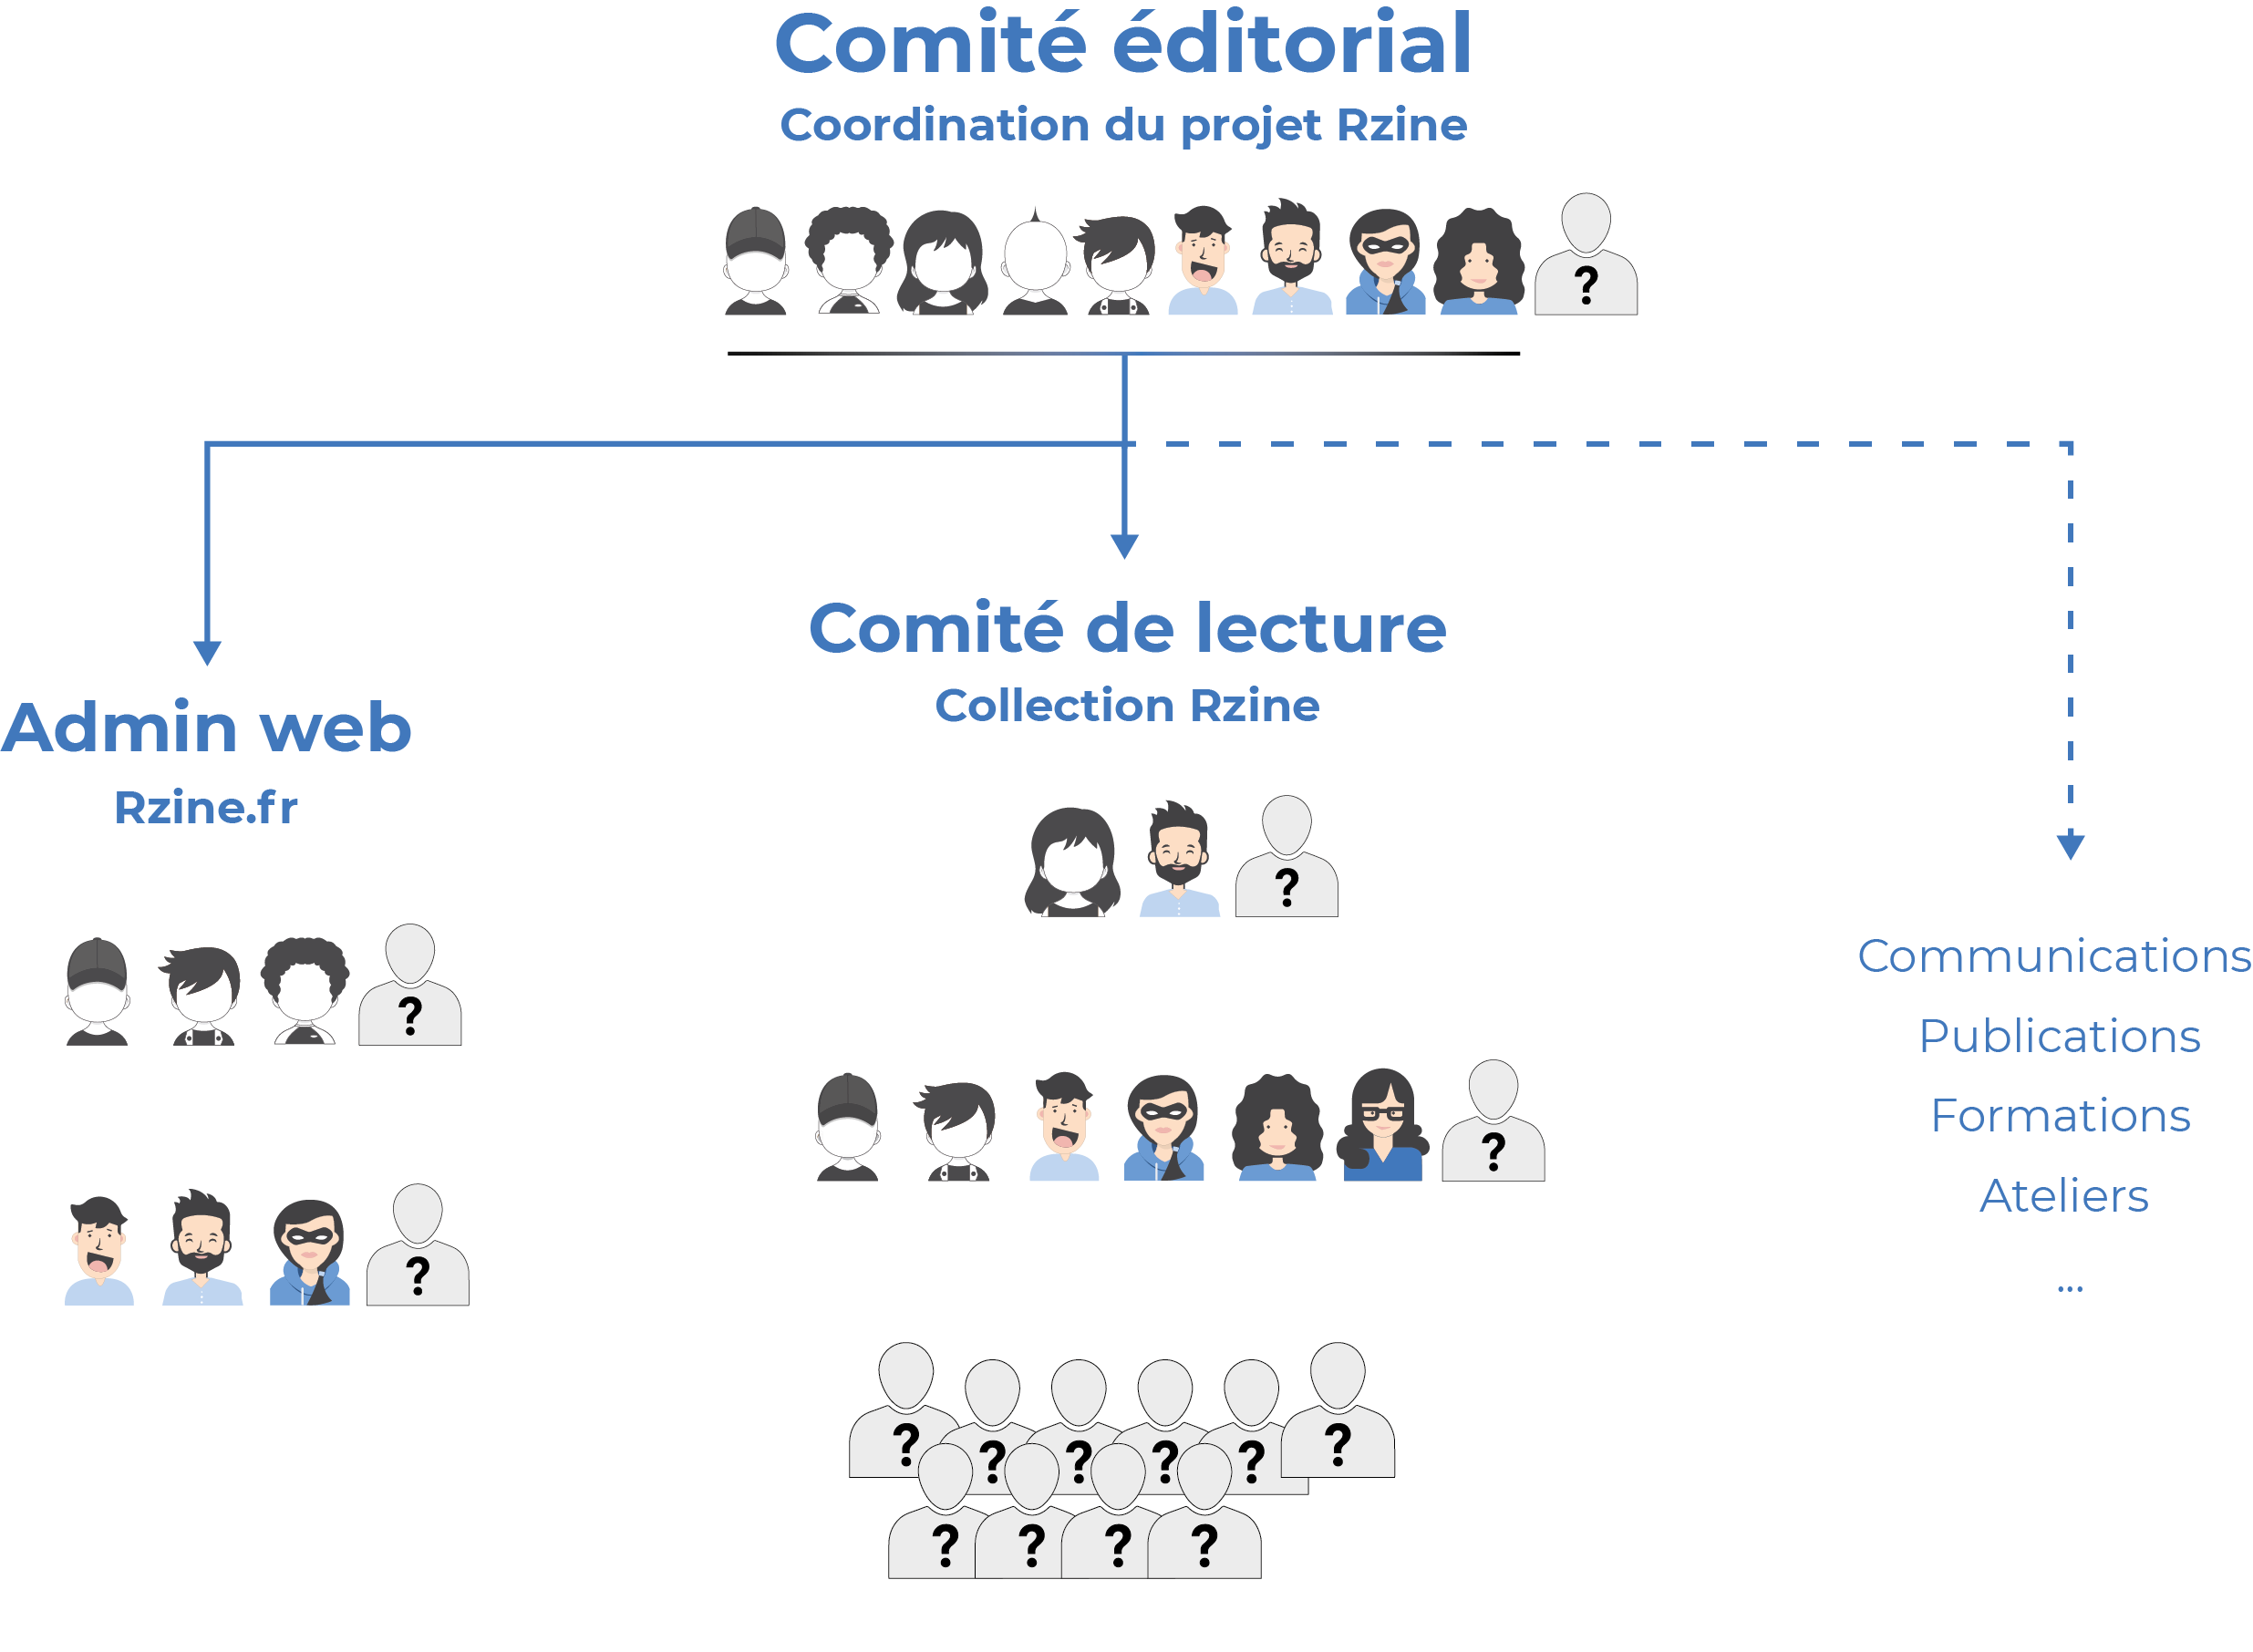 Comité éditorial
Coordination du projet Rzine
?
Comité de lecture
Collection Rzine
Admin web
Rzine.fr
?
?
Communications
Publications
Formations
Ateliers
...
?
?
?
? ? ? ? ? ?
? ? ? ?